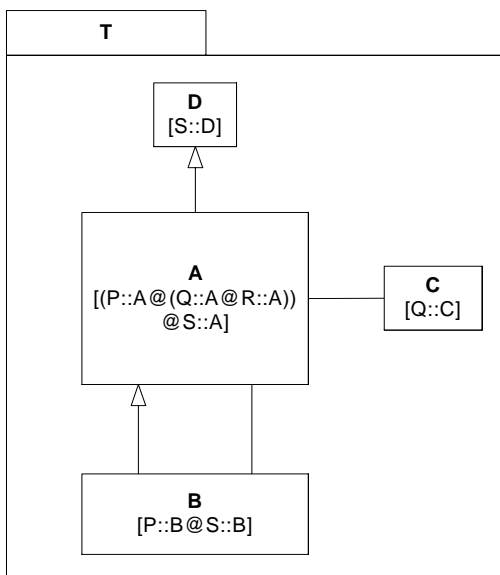 T
D
[S::D]
A
[(P::A@(Q::A@R::A))
@S::A]
C
[Q::C]
B
[P::B@S::B]